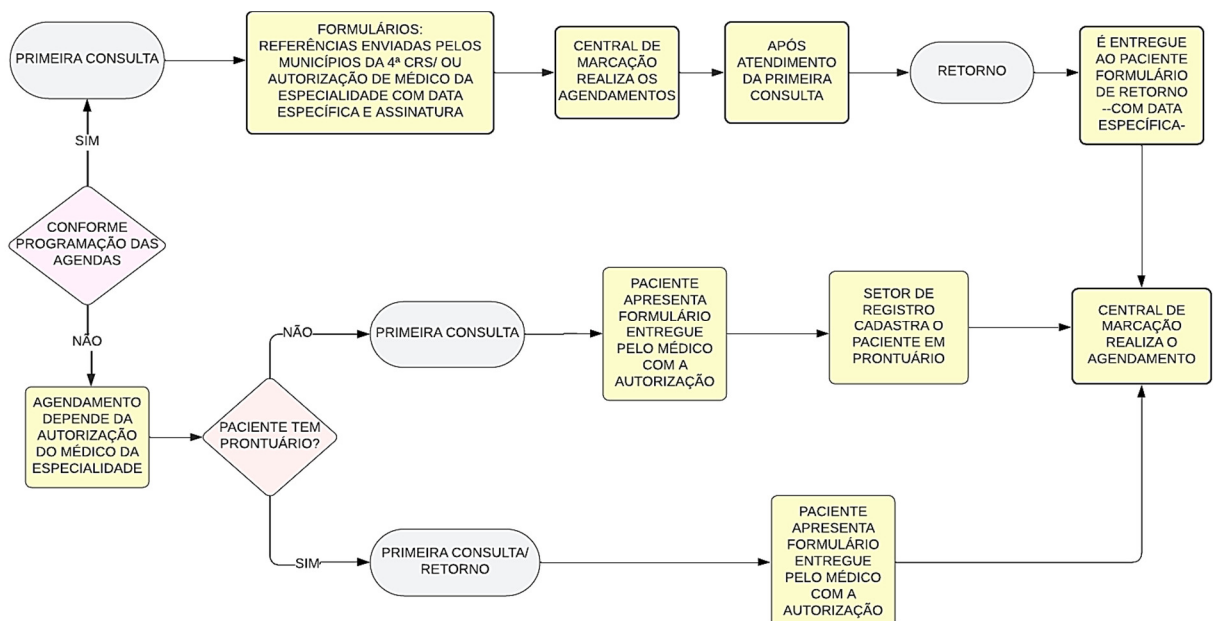 PRIMEIRA CONSULTA
FORMULÁRIOS:
REFERÊNCIAS ENVIADAS PELOS
MUNICÍPIOS DA 4ª CRS/ OU
AUTORIZAÇÃO DE MÉDICO DA
ESPECIALIDADE COM DATA
ESPECÍFICA E ASSINATURA
CENTRAL DE
MARCAÇÃO
REALIZA OS
AGENDAMENTOS
APÓS
ATENDIMENTO
DA PRIMEIRA
CONSULTA
RETORNO
É ENTREGUE
AO PACIENTE
FORMULÁRIO
DE RETORNO
--COM DATA
ESPECÍFICA-
SIM
CONFORME
PROGRAMAÇÃO DAS
AGENDAS
NÃO
AGENDAMENTO
DEPENDE DA
AUTORIZAÇÃO
DO MÉDICO DA
ESPECIALIDADE
PACIENTE TEM
PRONTUÁRIO?
NÃO
PRIMEIRA CONSULTA
PACIENTE
APRESENTA
FORMULÁRIO
ENTREGUE
PELO MÉDICO
COM A
AUTORIZAÇÃO
SETOR DE
REGISTRO
CADASTRA O
PACIENTE EM
PRONTUÁRIO
CENTRAL DE
MARCAÇÃO
REALIZA O
AGENDAMENTO
SIM
PRIMEIRA CONSULTA/
RETORNO
PACIENTE
APRESENTA
FORMULÁRIO
ENTREGUE
PELO MÉDICO
COM A
AUTORIZAÇÃO